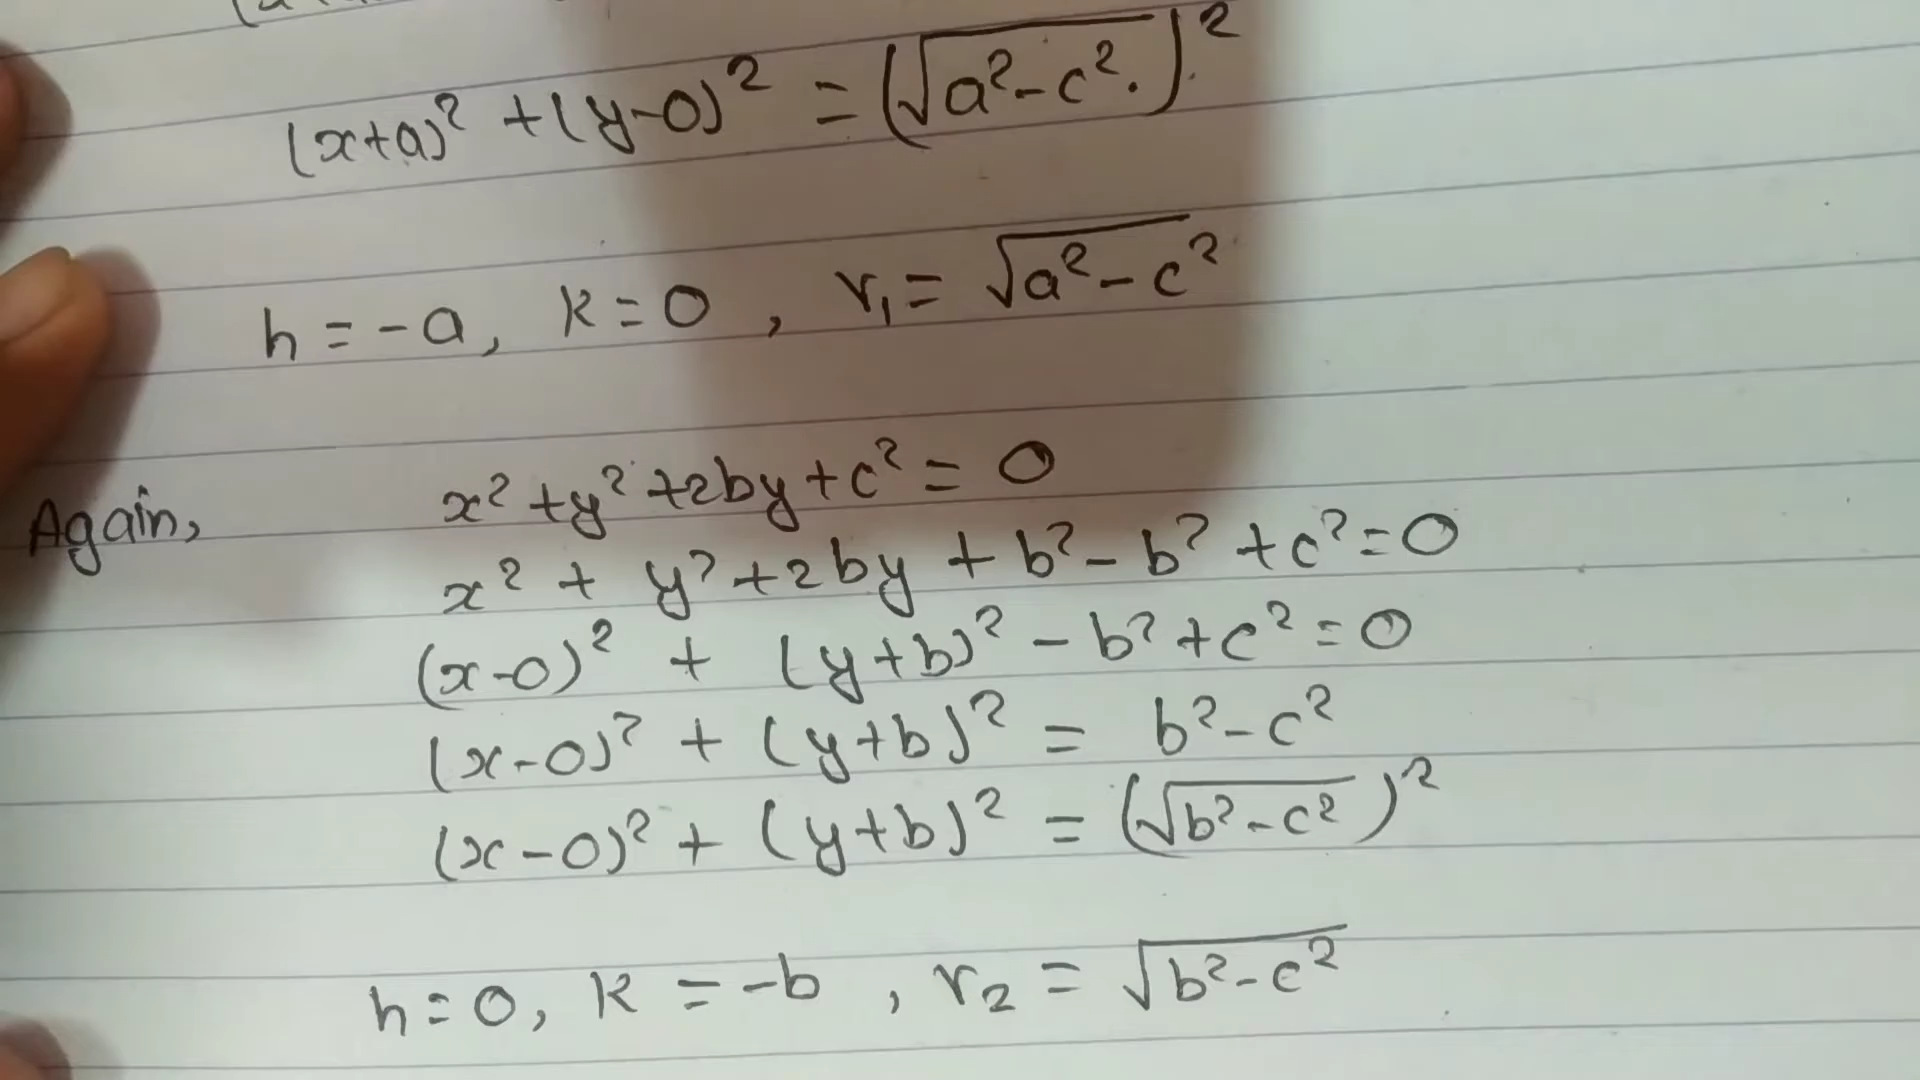 (x+a)² + (y-0)² = (√a²-c².)²
h = -a, k = 0, r₁ = √a²-c²
Again, x² + y² + 2by + c² = 0
x² + y² + 2by + b² - b² + c² = 0
(x-0)² + (y+b)² - b² + c² = 0
(x-0)² + (y+b)² = b² - c²
(x-0)² + (y+b)² = (√b²-c²)²
h = 0, k = -b, r₂ = √b²-c²